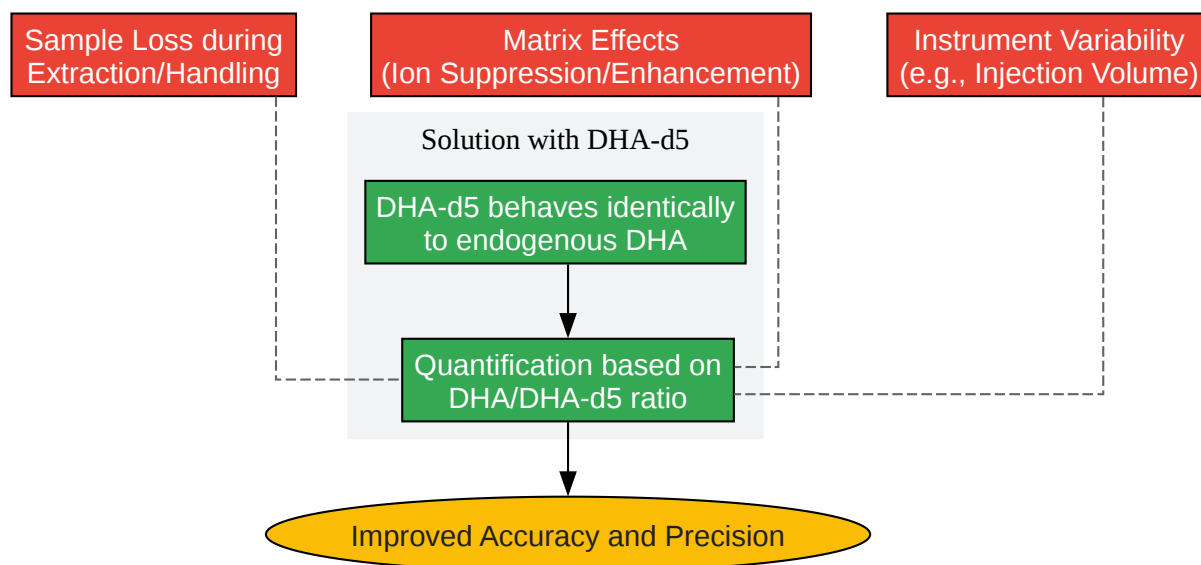 Sample Loss during
Extraction/Handling
Matrix Effects
(Ion Suppression/Enhancement)
Instrument Variability
(e.g., Injection Volume)
Solution with DHA-d5
DHA-d5 behaves identically
to endogenous DHA
Quantification based on
DHA/DHA-d5 ratio
Improved Accuracy and Precision